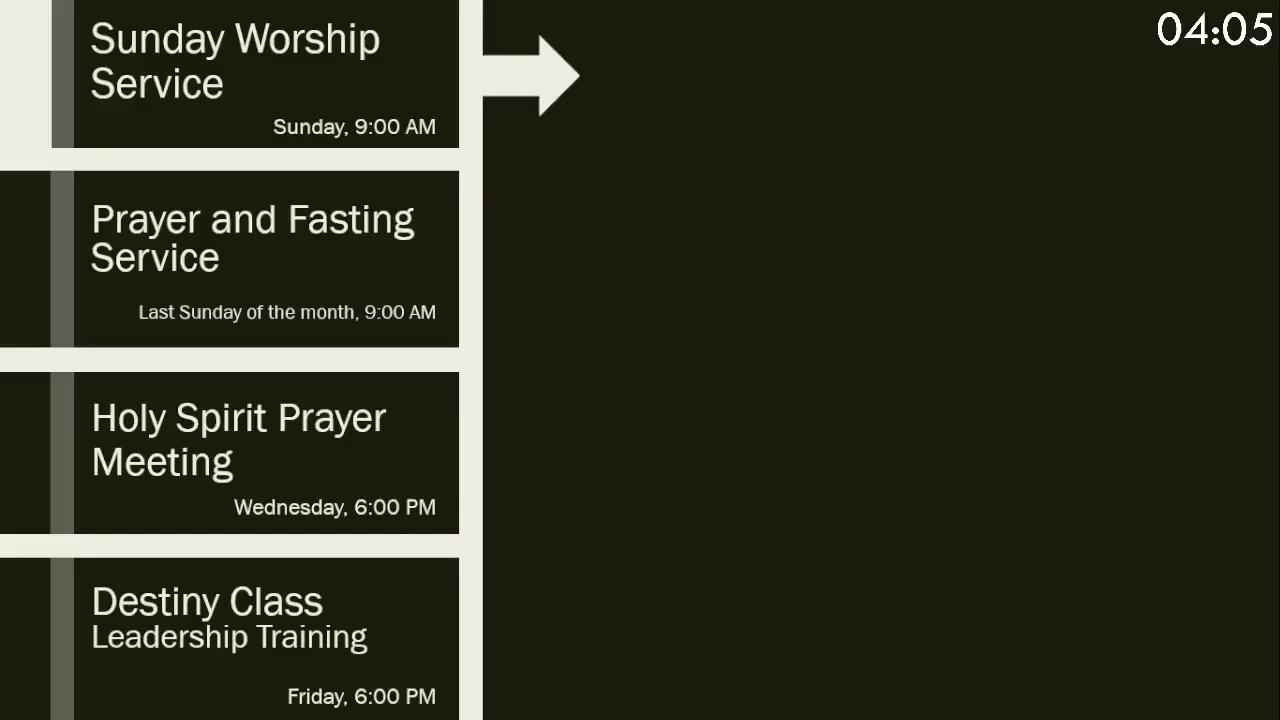 Sunday Worship
Service
Sunday, 9:00 AM
04:05
Prayer and Fasting
Service
Last Sunday of the month, 9:00 AM
Holy Spirit Prayer
Meeting
Wednesday, 6:00 PM
Destiny Class
Leadership Training
Friday, 6:00 PM